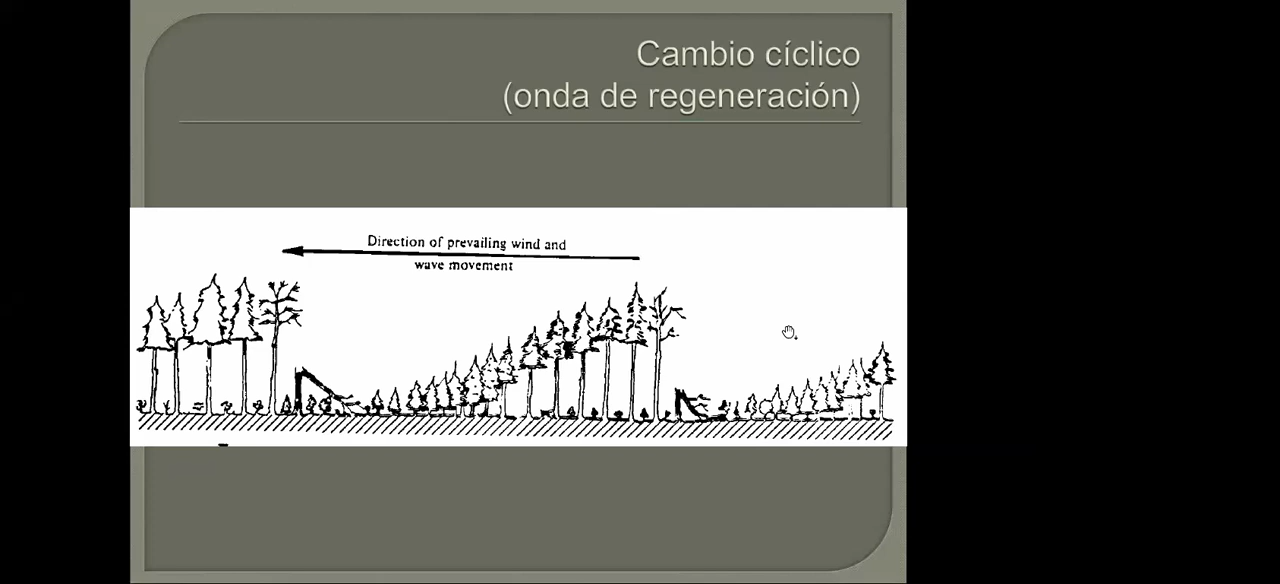 Cambio cíclico
(onda de regeneración)
Direction of prevailing wind and
wave movement